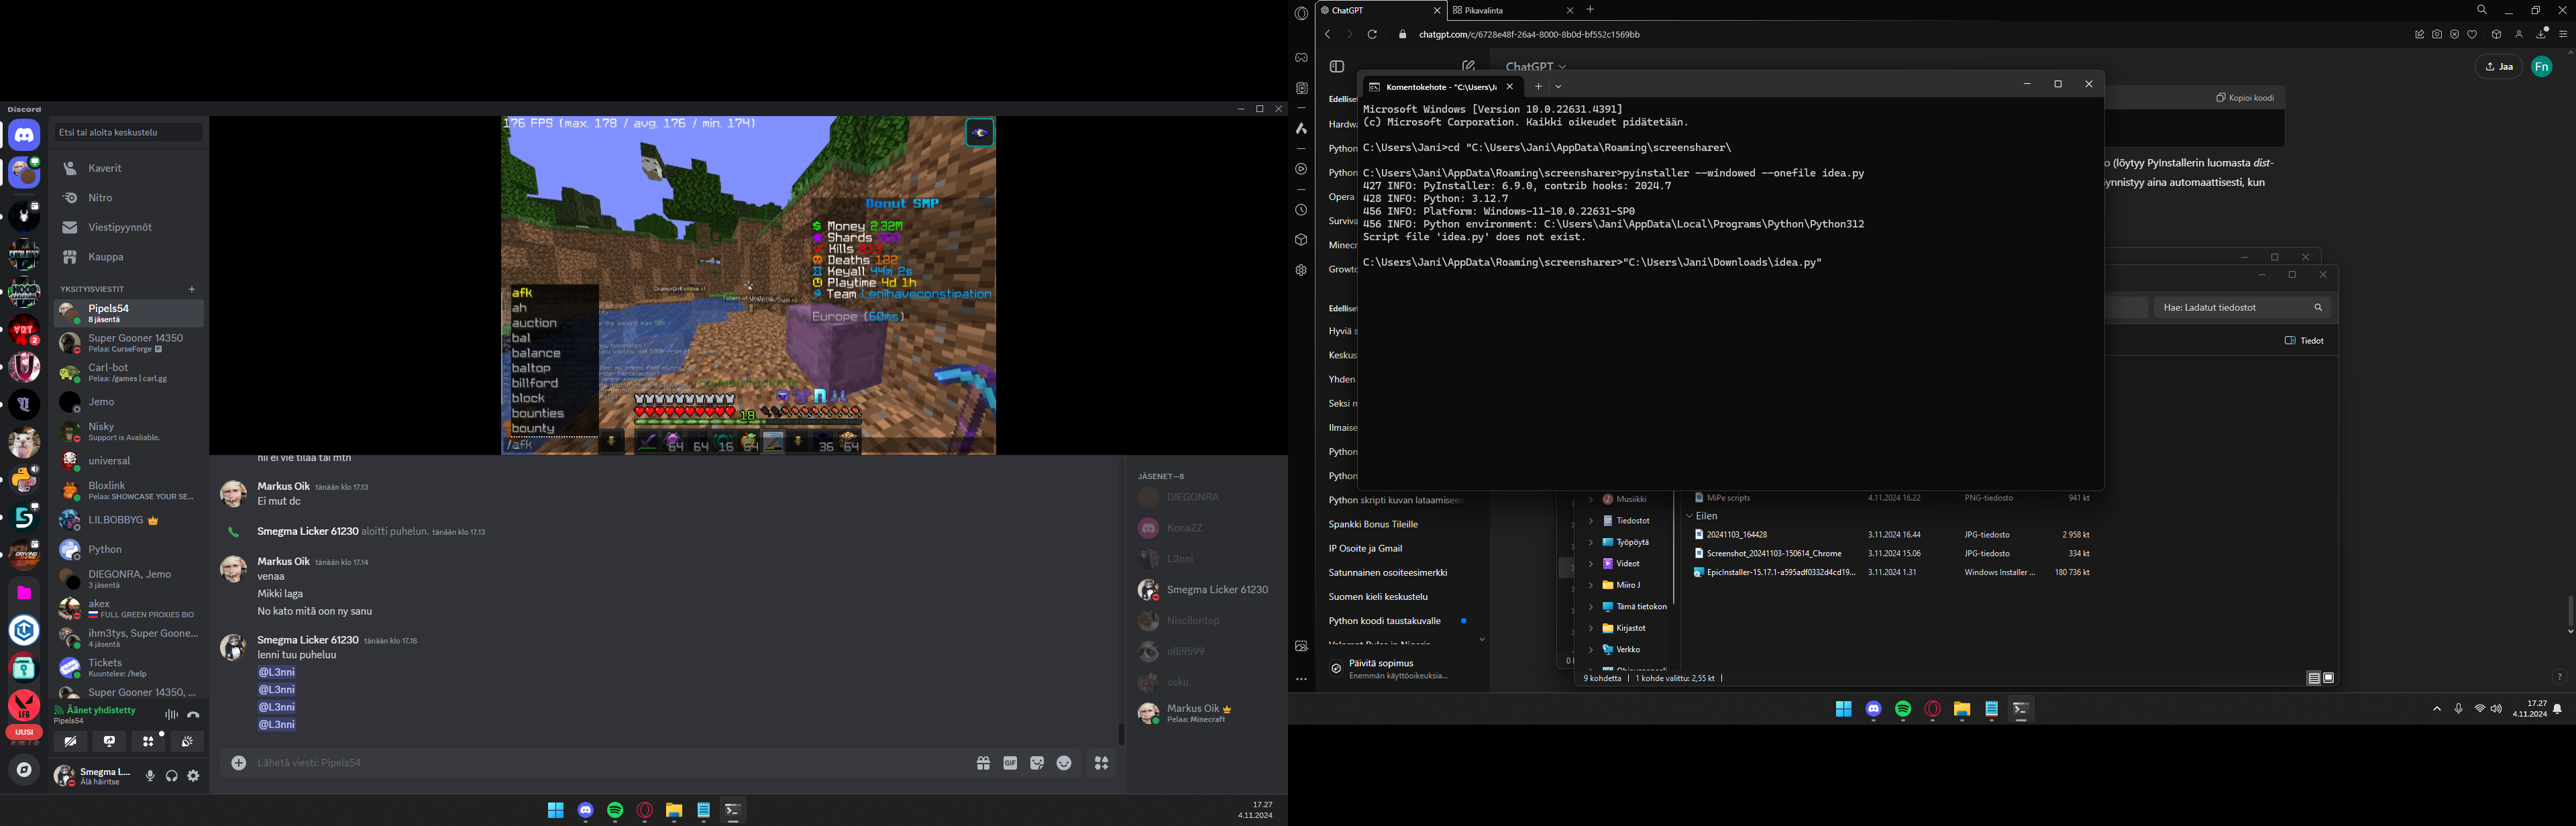 Discord
Etsi tai aloita keskustelu
Kaverit
Nitro
Viestipyynnöt
Kauppa
YKSITYISVIESTIT
Pipels54
8 jäsentä
Super Gooner 14350
Pelaa: CurseForge
Carl-bot
Pelaa: /games | carl.gg
Jemo
Nisky
Support is Avaliable.
universal
Bloxlink
Pelaa: SHOWCASE YOUR SE...
LILBOBBYG
Python
DIEGONRA, Jemo
3 jäsentä
akex
FULL GREEN PROXIES BIO
ihm3tys, Super Goone...
4 jäsentä
Tickets
Kuuntelee: /help
Super Gooner 14350, ...
Äänet yhdistetty
Pipels54
UUSI
Smegma L...
Älä häiritse
176 FPS (max. 178 / avg. 176 / min. 174)
Donut SMP
Money 2.32M
Shards
Kills
Deaths 122
Keyall 44m 2s
Playtime 4d 1h
Team Lenihaveconstipation
Europe (60ms)
afk
ah
auction
bal
balance
baltop
billford
block
bounties
bounty
/afk
18
64 64 16 64 36 64
nii ei vie tilaa tai mtn
Markus Oik tänään klo 17.13
Ei mut dc
Smegma Licker 61230 aloitti puhelun. tänään klo 17.13
Markus Oik tänään klo 17.14
venaa
Mikki laga
No kato mitä oon ny sanu
Smegma Licker 61230 tänään klo 17.18
lenni tuu puheluu
@L3nni
@L3nni
@L3nni
@L3nni
Lähetä viesti: Pipels54
GIF
JÄSENET—8
DIEGONRA
KonaZZ
L3nni
Smegma Licker 61230
Niscilontop
olli9599
osku
Markus Oik
Pelaa: Minecraft
17.27
4.11.2024
ChatGPT
Pikavalinta
chatgpt.com/c/6728e48f-26a4-8000-8b0d-bf552c1569bb
ChatGPT
Jaa
Fn
Kopioi koodi
o (löytyy PyInstallerin luomasta dist-
ynnistyy aina automaattisesti, kun
Komentokehote - "C:\Users\Ji
Microsoft Windows [Version 10.0.22631.4391]
(c) Microsoft Corporation. Kaikki oikeudet pidätetään.
C:\Users\Jani>cd "C:\Users\Jani\AppData\Roaming\screensharer\
C:\Users\Jani\AppData\Roaming\screensharer>pyinstaller --windowed --onefile idea.py
427 INFO: PyInstaller: 6.9.0, contrib hooks: 2024.7
428 INFO: Python: 3.12.7
456 INFO: Platform: Windows-11-10.0.22631-SP0
456 INFO: Python environment: C:\Users\Jani\AppData\Local\Programs\Python\Python312
Script file 'idea.py' does not exist.
C:\Users\Jani\AppData\Roaming\screensharer>"C:\Users\Jani\Downloads\idea.py"
Edellise
Hardwa
Python
Python
Opera
Surviva
Minecr
Growto
Edellise
Hyviä s
Keskus
Yhden
Seksi n
Ilmaise
Python
Python
Python skripti kuvan lataamiseen
Spankki Bonus Tileille
IP Osoite ja Gmail
Satunnainen osoiteesimerkki
Suomen kieli keskustelu
Python koodi taustakuvalle
Päivitä sopimus
Enemmän käyttöoikeuksia...
Hae: Ladatut tiedostot
Tiedot
Musiikki
Tiedostot
Työpöytä
Videot
Miiro J
Tämä tietokon
Kirjastot
Verkko
MiPe scripts 4.11.2024 16.22 PNG-tiedosto 941 kt
Eilen
20241103_164428 3.11.2024 16.44 JPG-tiedosto 2 958 kt
Screenshot_20241103-150614_Chrome 3.11.2024 15.06 JPG-tiedosto 334 kt
EpicInstaller-15.17.1-a595adf0332d4cd19... 3.11.2024 1.31 Windows Installer ... 180 736 kt
9 kohdetta | 1 kohde valittu: 2,55 kt |
17.27
4.11.2024